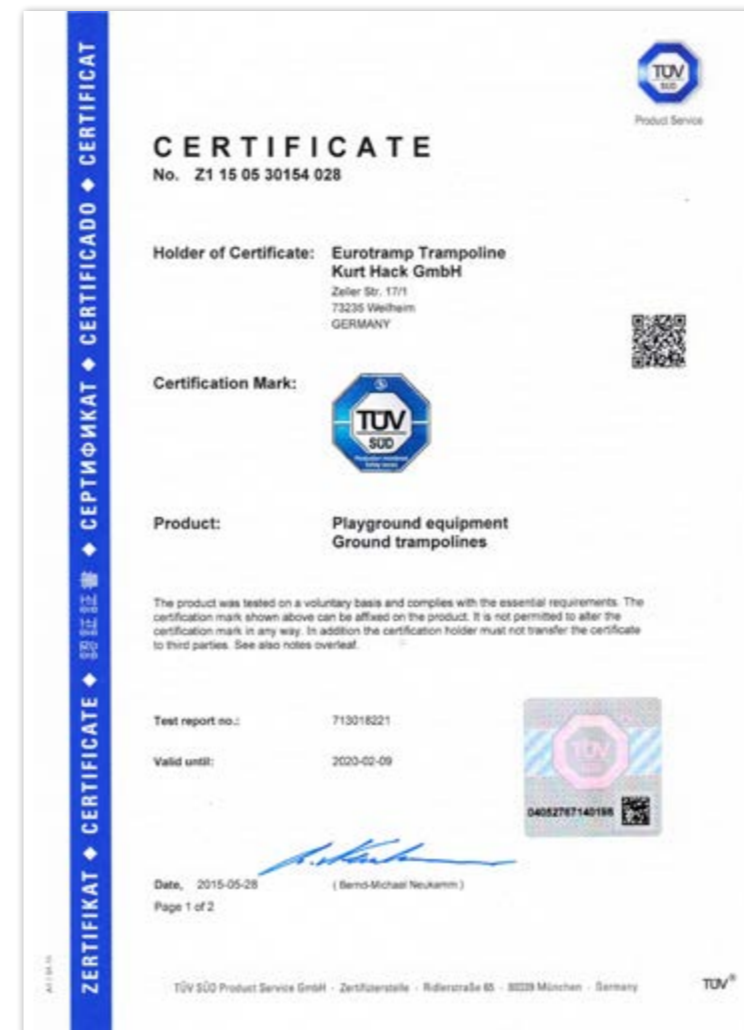 ZERTIFIKAT ◆ CERTIFICATE ◆ 認證證書 ◆ СЕРТИФИКАТ ◆ CERTIFICADO ◆ CERTIFICAT
TÜV
SÜD
Product Service
CERTIFICATE
No. Z1 15 05 30154 028
Holder of Certificate: Eurotramp Trampoline
Kurt Hack GmbH
Zeller Str. 17/1
73235 Weilheim
GERMANY
Certification Mark:
TÜV
SÜD
Product: Playground equipment
Ground trampolines
The product was tested on a voluntary basis and complies with the essential requirements. The
certification mark shown above can be affixed on the product. It is not permitted to alter the
certification mark in any way. In addition the certification holder must not transfer the certificate
to third parties. See also notes overleaf.
Test report no.: 713018221
Valid until: 2020-02-09
TÜV
04052767140198
Date, 2015-05-28
( Bernd-Michael Neukamm )
Page 1 of 2
TÜV SÜD Product Service GmbH · Zertifizierstelle · Ridlerstraße 65 · 80339 München · Germany
TÜV®